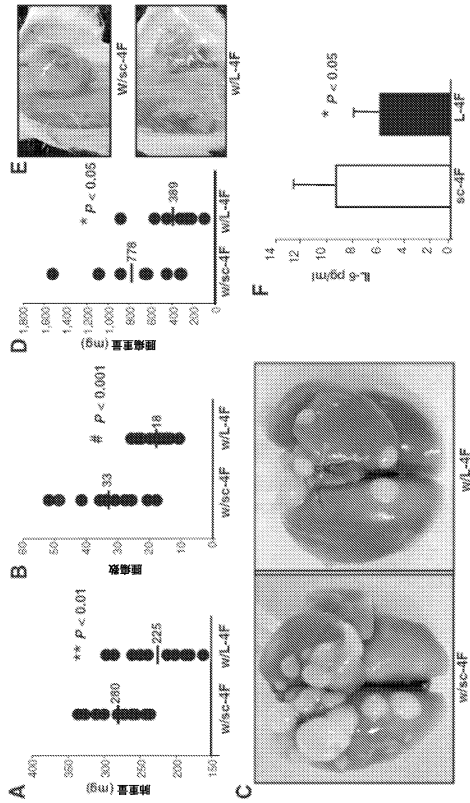 A
肺重量
(mg)
400
350
300
250
200
150
280
** P < 0.01
225
w/sc-4F
w/L-4F
B
腫瘍数
60
50
40
30
20
10
0
33
# P < 0.001
18
w/sc-4F
w/L-4F
C
w/sc-4F
w/L-4F
D
腫瘍重量
(mg)
1,800
1,600
1,400
1,200
1,000
800
600
400
200
0
778
* P < 0.05
389
w/sc-4F
w/L-4F
E
W/sc-4F
w/L-4F
F
IL-6 pg/ml
14
12
10
8
6
4
2
0
* P < 0.05
sc-4F
L-4F